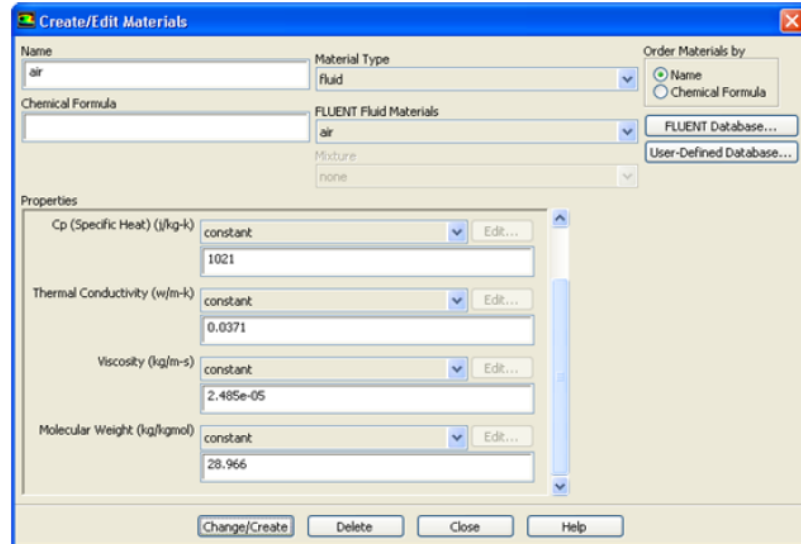 Create/Edit Materials
Name
air
Chemical Formula
Material Type
fluid
FLUENT Fluid Materials
air
Mixture
none
Order Materials by
Name
Chemical Formula
FLUENT Database...
User-Defined Database...
Properties
Cp (Specific Heat) (j/kg-k) constant Edit...
1021
Thermal Conductivity (w/m-k) constant Edit...
0.0371
Viscosity (kg/m-s) constant Edit...
2.485e-05
Molecular Weight (kg/kgmol) constant Edit...
28.966
Change/Create Delete Close Help